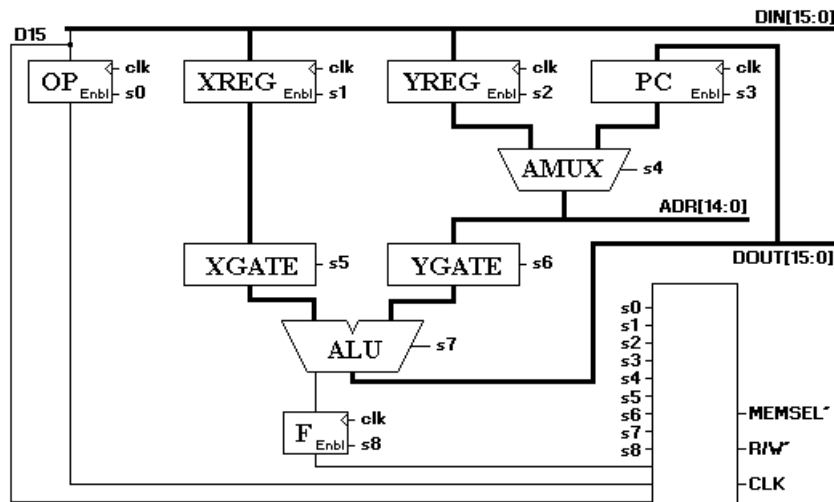 DIN[15:0]
D15
OP
clk
Enbl
s0
XREG
clk
Enbl
s1
YREG
clk
Enbl
s2
PC
clk
Enbl
s3
AMUX
s4
ADR[14:0]
XGATE
s5
YGATE
s6
DOUT[15:0]
ALU
s7
F
clk
Enbl
s8
s0
s1
s2
s3
s4
s5
s6
s7
s8
MEMSEL´
R/W´
CLK